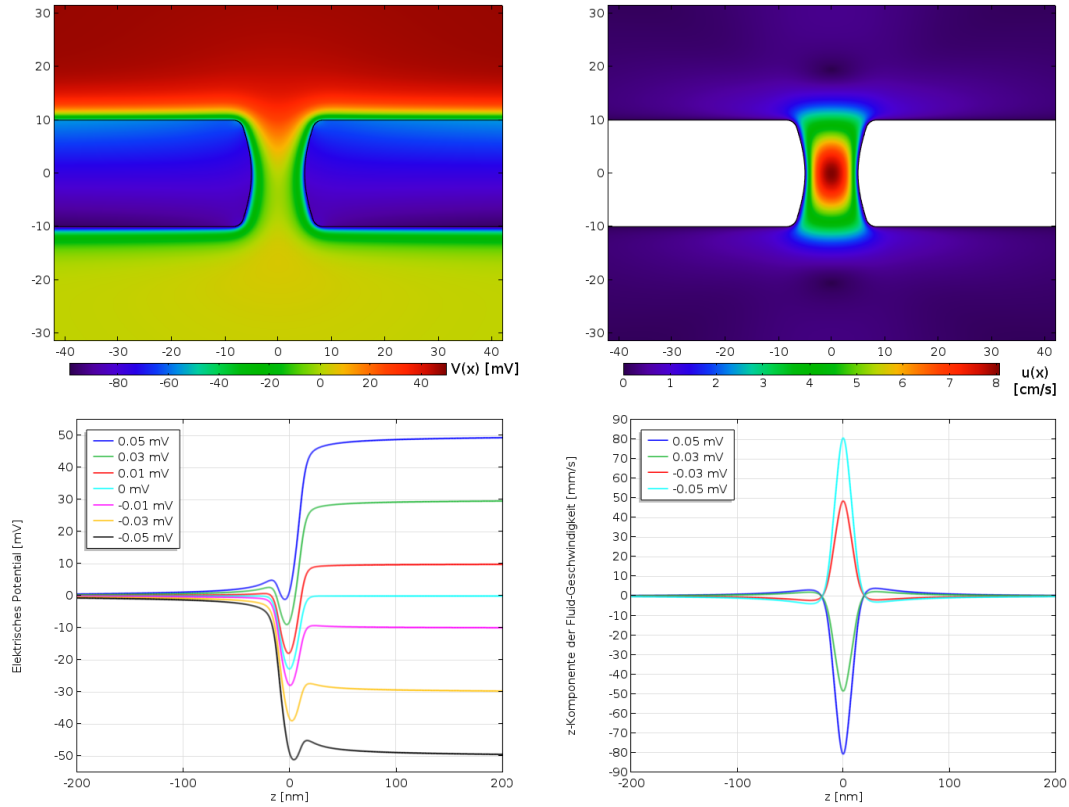 30
20
10
0
-10
-20
-30
-40 -30 -20 -10 0 10 20 30 40
-80 -60 -40 -20 0 20 40 V(x) [mV]
30
20
10
0
-10
-20
-30
-40 -30 -20 -10 0 10 20 30 40
0 1 2 3 4 5 6 7 8 u(x)
[cm/s]
Elektrisches Potential [mV]
50
40
30
20
10
0
-10
-20
-30
-40
-50
0.05 mV
0.03 mV
0.01 mV
0 mV
-0.01 mV
-0.03 mV
-0.05 mV
-200 -100 0 100 200
z [nm]
z-Komponente der Fluid-Geschwindigkeit [mm/s]
90
80
70
60
50
40
30
20
10
0
-10
-20
-30
-40
-50
-60
-70
-80
-90
0.05 mV
0.03 mV
-0.03 mV
-0.05 mV
-200 -100 0 100 200
z [nm]